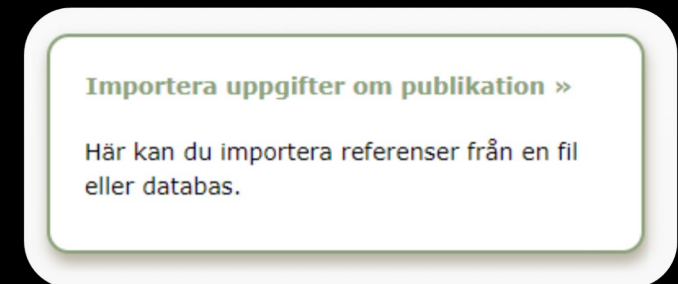 Importera uppgifter om publikation »
Här kan du importera referenser från en fil
eller databas.